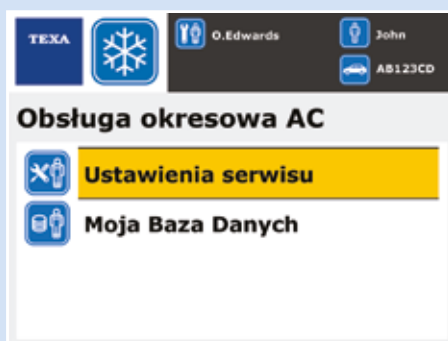 TEXA
O.Edwards
John
AB123CD
Obsługa okresowa AC
Ustawienia serwisu
Moja Baza Danych